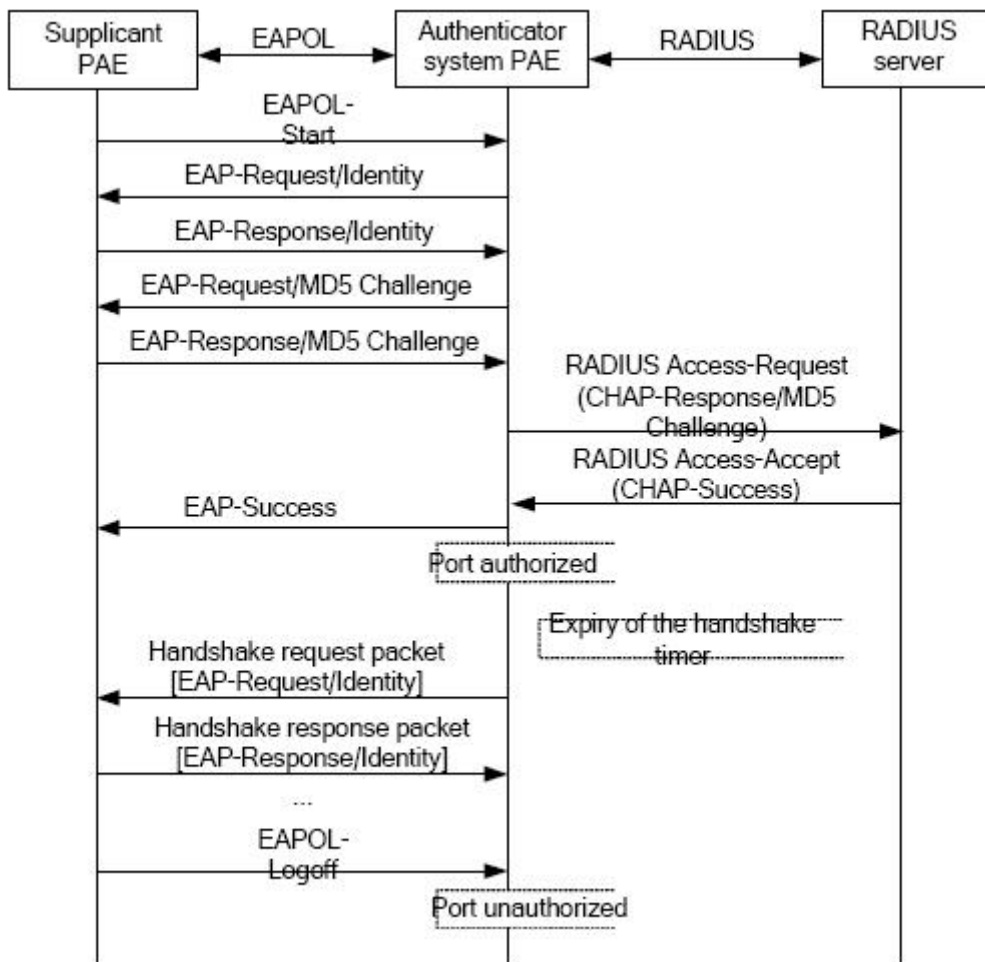 Supplicant
PAE
EAPOL
Authenticator
system PAE
RADIUS
RADIUS
server
EAPOL-
Start
EAP-Request/Identity
EAP-Response/Identity
EAP-Request/MD5 Challenge
EAP-Response/MD5 Challenge
RADIUS Access-Request
(CHAP-Response/MD5
Challenge)
RADIUS Access-Accept
(CHAP-Success)
EAP-Success
Port authorized
Expiry of the handshake
timer
Handshake request packet
[EAP-Request/Identity]
Handshake response packet
[EAP-Response/Identity]
...
EAPOL-
Logoff
Port unauthorized